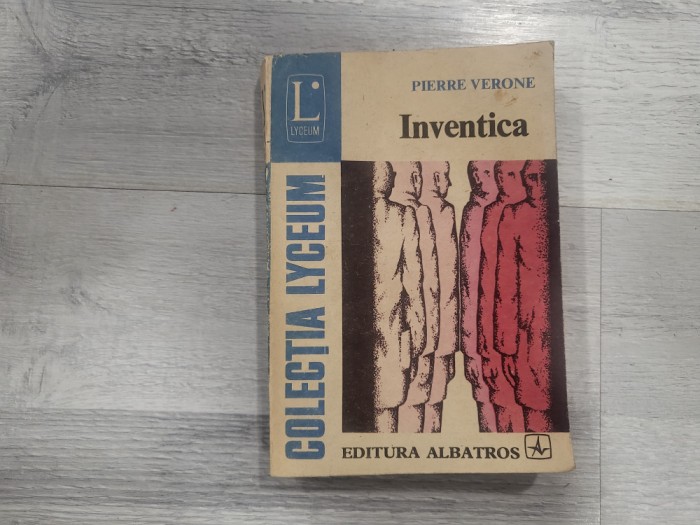 L
LYCEUM
PIERRE VERONE
Inventica
COLECȚIA LYCEUM
EDITURA ALBATROS